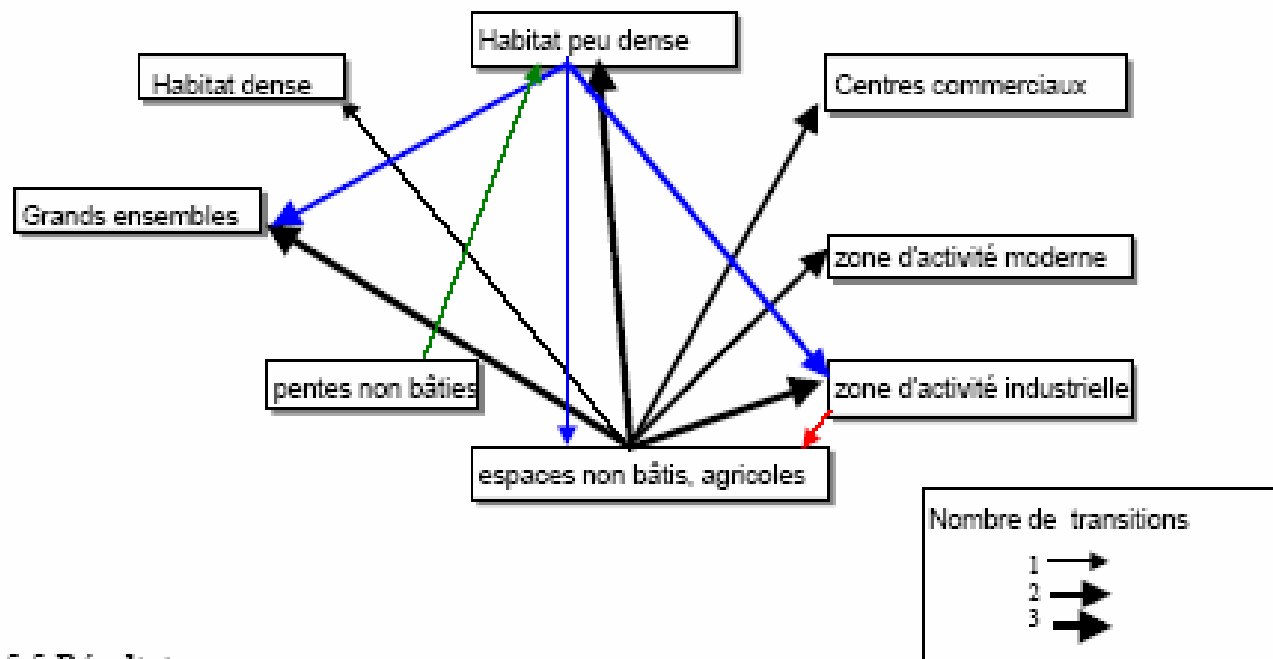 Habitat peu dense
Habitat dense
Centres commerciaux
Grands ensembles
zone d'activité moderne
pentes non bâties
zone d'activité industrielle
espaces non bâtis, agricoles
Nombre de transitions
1
2
3